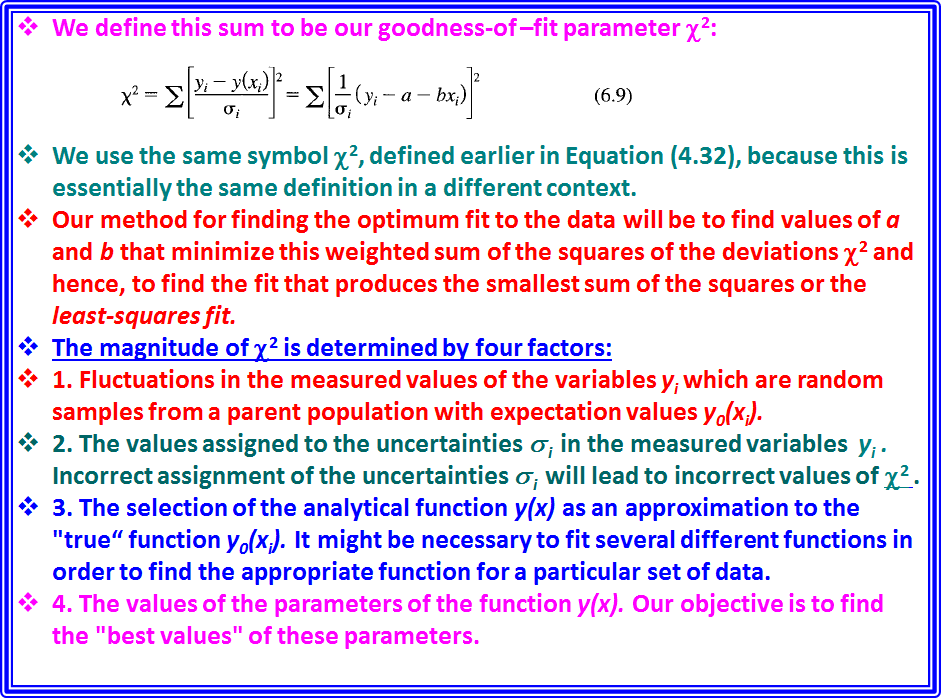 ❖ We define this sum to be our goodness-of–fit parameter χ²:
χ² = Σ[(yᵢ − y(xᵢ))/σᵢ]² = Σ[1/σᵢ (yᵢ − a − bxᵢ)]² (6.9)
❖ We use the same symbol χ², defined earlier in Equation (4.32), because this is
essentially the same definition in a different context.
❖ Our method for finding the optimum fit to the data will be to find values of a
and b that minimize this weighted sum of the squares of the deviations χ² and
hence, to find the fit that produces the smallest sum of the squares or the
least-squares fit.
❖ The magnitude of χ² is determined by four factors:
❖ 1. Fluctuations in the measured values of the variables yᵢ which are random
samples from a parent population with expectation values y₀(xᵢ).
❖ 2. The values assigned to the uncertainties σᵢ in the measured variables yᵢ .
Incorrect assignment of the uncertainties σᵢ will lead to incorrect values of χ² .
❖ 3. The selection of the analytical function y(x) as an approximation to the
"true“ function y₀(xᵢ). It might be necessary to fit several different functions in
order to find the appropriate function for a particular set of data.
❖ 4. The values of the parameters of the function y(x). Our objective is to find
the "best values" of these parameters.